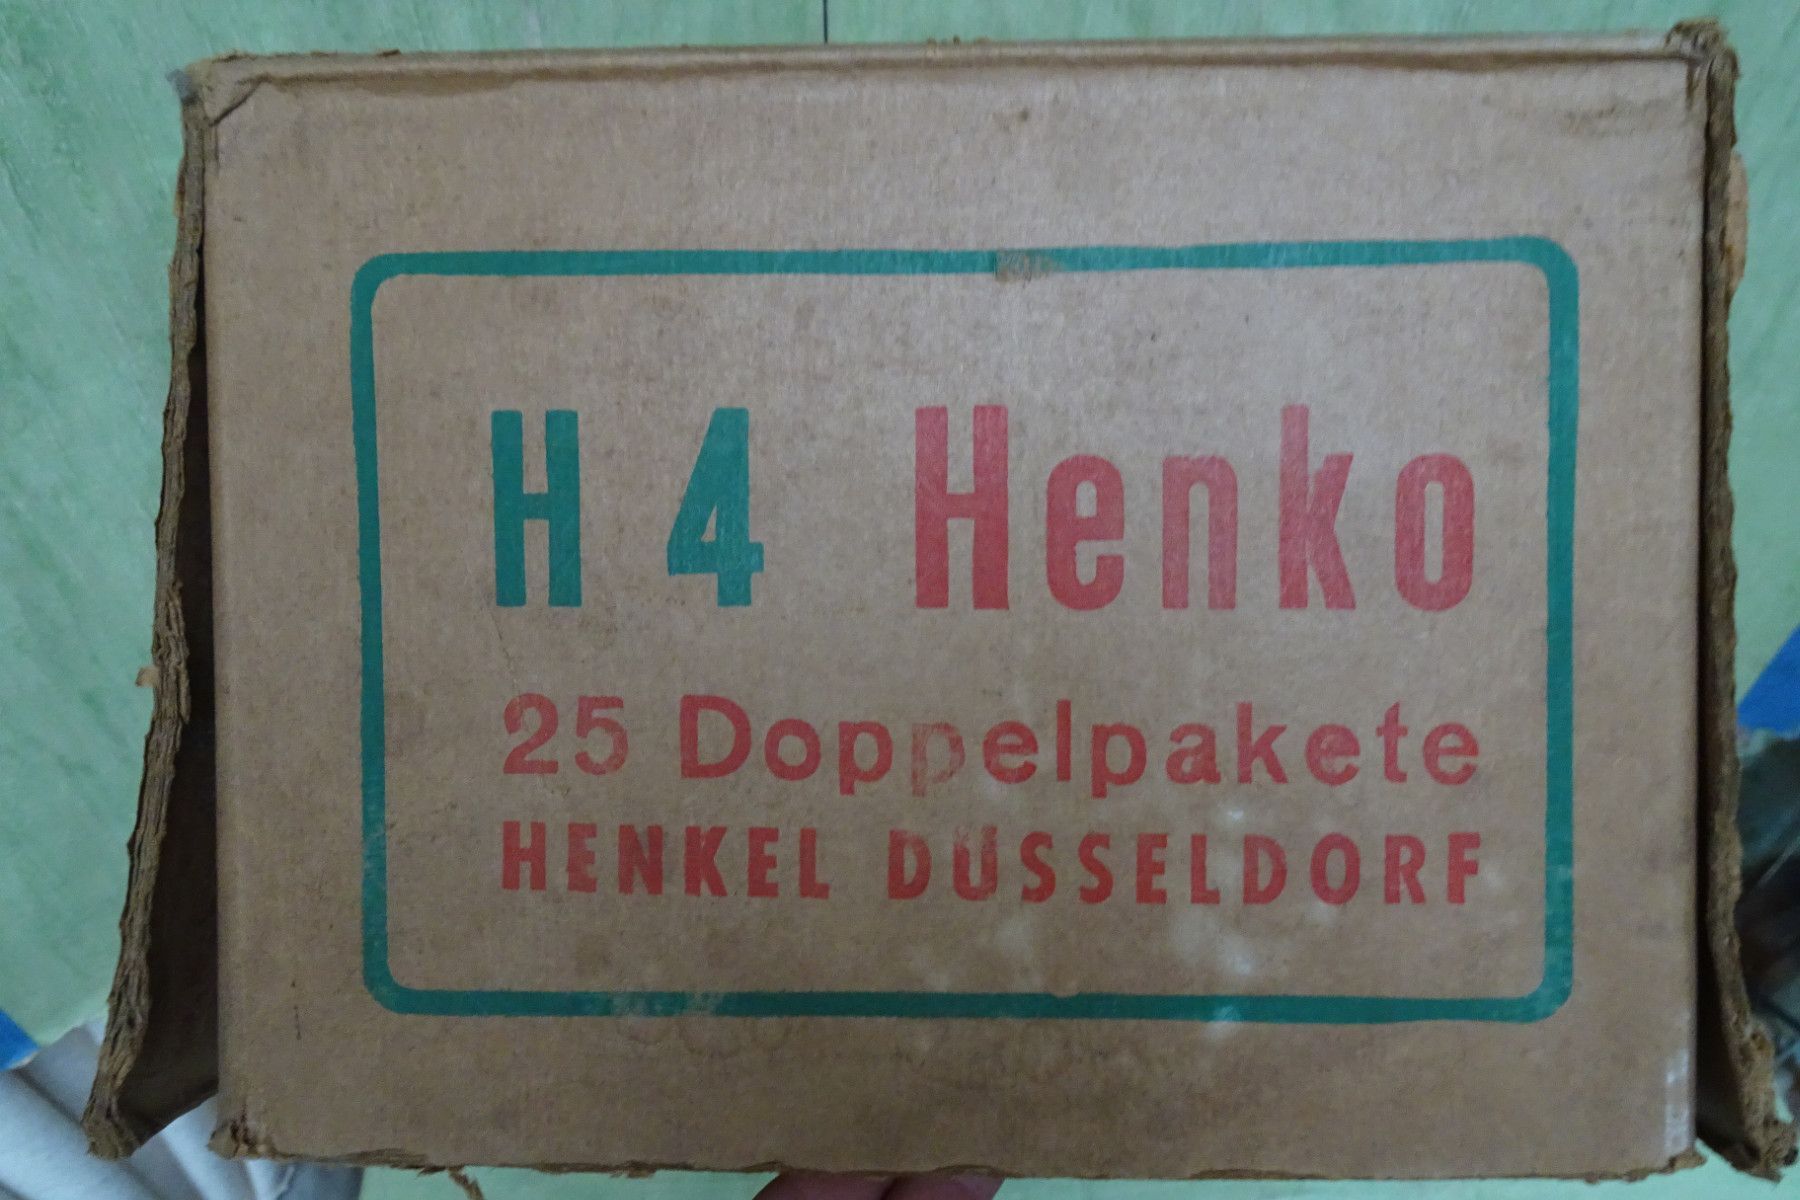 H 4 Henko
25 Doppelpakete
HENKEL DÜSSELDORF